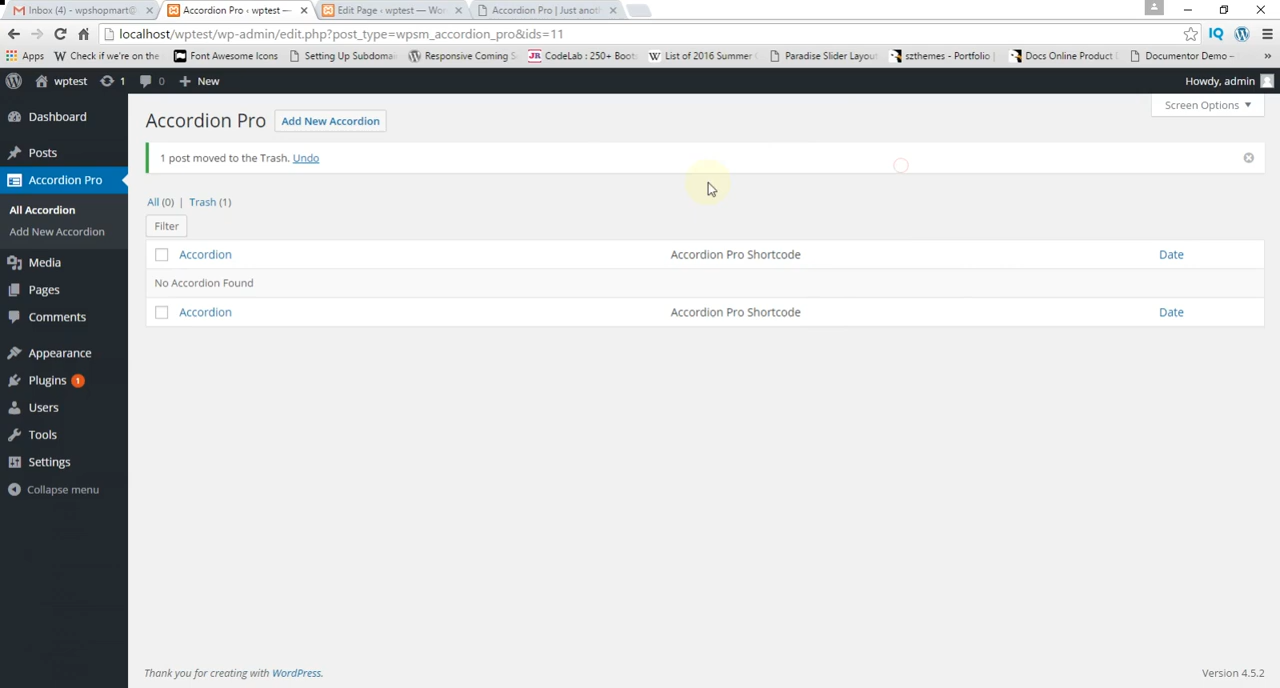 Inbox (4) - wpshopmart@
Accordion Pro ‹ wptest —
Edit Page ‹ wptest — Wor
Accordion Pro | Just anot
localhost/wptest/wp-admin/edit.php?post_type=wpsm_accordion_pro&ids=11
Apps
Check if we're on the
Font Awesome Icons
Setting Up Subdoma
Responsive Coming S
CodeLab : 250+ Boot
List of 2016 Summer
Paradise Slider Layou
szthemes - Portfolio |
Docs Online Product
Documentor Demo –
»
wptest
1
0
New
Howdy, admin
Dashboard
Posts
Accordion Pro
All Accordion
Add New Accordion
Media
Pages
Comments
Appearance
Plugins 1
Users
Tools
Settings
Collapse menu
Screen Options
Accordion Pro
Add New Accordion
1 post moved to the Trash. Undo
All (0) | Trash (1)
Filter
Accordion Accordion Pro Shortcode Date
No Accordion Found
Accordion Accordion Pro Shortcode Date
Thank you for creating with WordPress.
Version 4.5.2